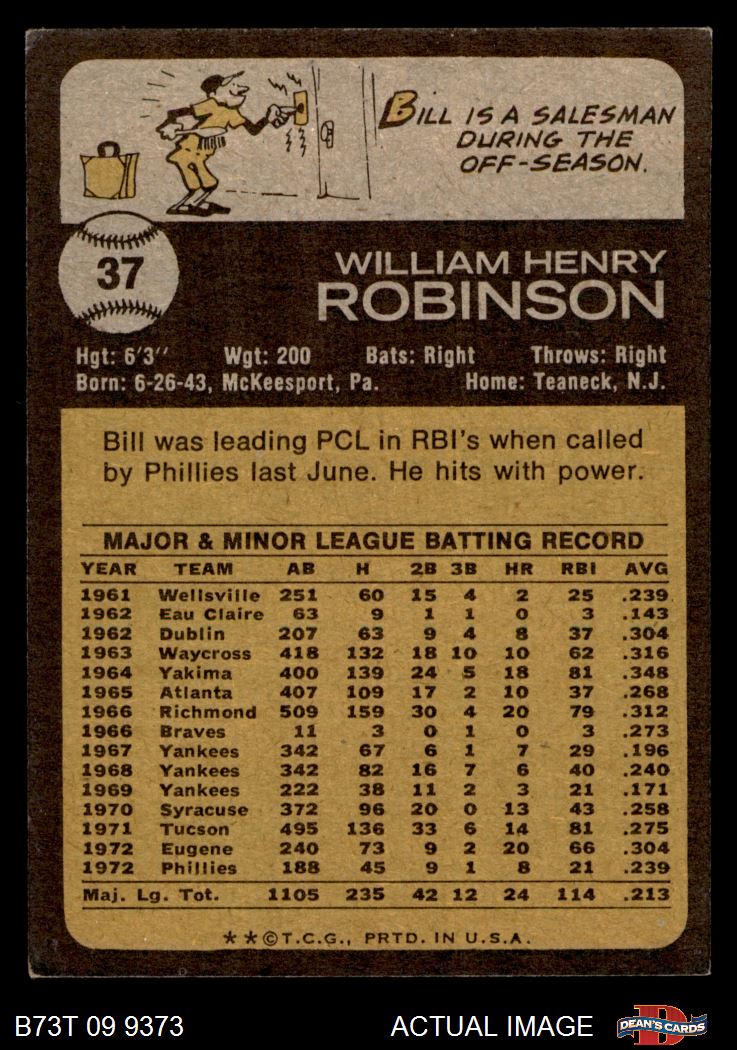 BILL IS A SALESMAN
DURING THE
OFF-SEASON.
37
WILLIAM HENRY
ROBINSON
Hgt: 6'3'' Wgt: 200 Bats: Right Throws: Right
Born: 6-26-43, McKeesport, Pa. Home: Teaneck, N.J.
Bill was leading PCL in RBI's when called
by Phillies last June. He hits with power.
MAJOR & MINOR LEAGUE BATTING RECORD
YEAR TEAM AB H 2B 3B HR RBI AVG
1961 Wellsville 251 60 15 4 2 25 .239
1962 Eau Claire 63 9 1 1 0 3 .143
1962 Dublin 207 63 9 4 8 37 .304
1963 Waycross 418 132 18 10 10 62 .316
1964 Yakima 400 139 24 5 18 81 .348
1965 Atlanta 407 109 17 2 10 37 .268
1966 Richmond 509 159 30 4 20 79 .312
1966 Braves 11 3 0 1 0 3 .273
1967 Yankees 342 67 6 1 7 29 .196
1968 Yankees 342 82 16 7 6 40 .240
1969 Yankees 222 38 11 2 3 21 .171
1970 Syracuse 372 96 20 0 13 43 .258
1971 Tucson 495 136 33 6 14 81 .275
1972 Eugene 240 73 9 2 20 66 .304
1972 Phillies 188 45 9 1 8 21 .239
Maj. Lg. Tot. 1105 235 42 12 24 114 .213
**©T.C.G., PRTD. IN U.S.A.
B73T 09 9373 ACTUAL IMAGE D DEAN'S CARDS